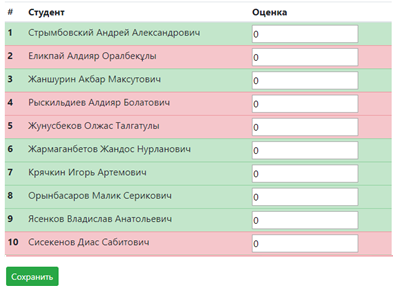 # Студент Оценка
1 Стрымбовский Андрей Александрович 0
2 Еликпай Алдияр Оралбекұлы 0
3 Жаншурин Акбар Максутович 0
4 Рыскильдиев Алдияр Болатович 0
5 Жунусбеков Олжас Талгатулы 0
6 Жармаганбетов Жандос Нурланович 0
7 Крячкин Игорь Артемович 0
8 Орынбасаров Малик Серикович 0
9 Ясенков Владислав Анатольевич 0
10 Сисекенов Диас Сабитович 0
Сохранить